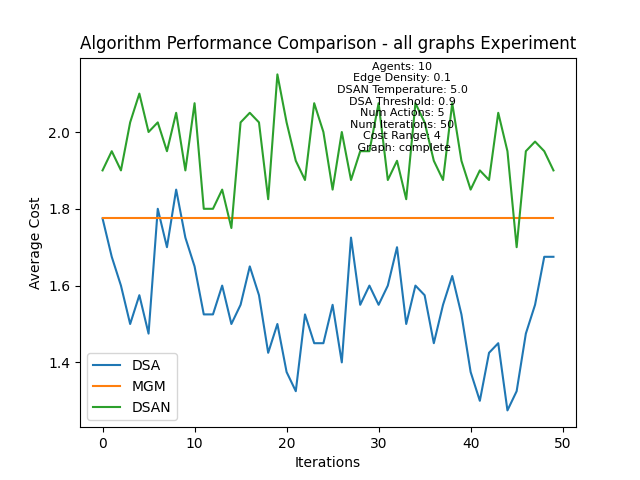 Algorithm Performance Comparison - all graphs Experiment
Agents: 10
Edge Density: 0.1
DSAN Temperature: 5.0
DSA Threshold: 0.9
Num Actions: 5
Num Iterations: 50
Cost Range: 4
Graph: complete
2.0
1.8
1.6
1.4
Average Cost
DSA
MGM
DSAN
0
10
20
30
40
50
Iterations